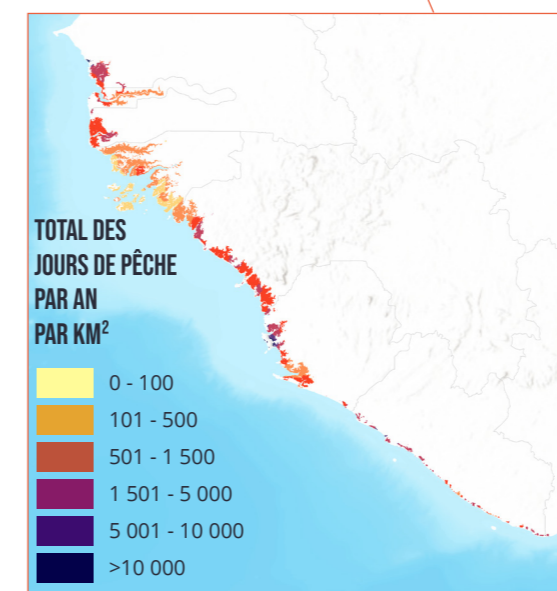 TOTAL DES
JOURS DE PÊCHE
PAR AN
PAR KM²
0 - 100
101 - 500
501 - 1 500
1 501 - 5 000
5 001 - 10 000
>10 000